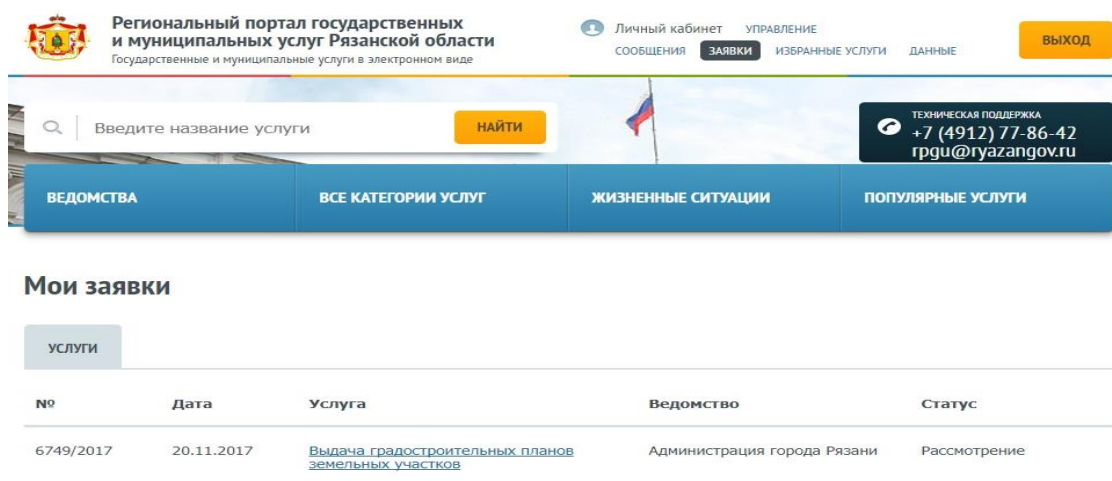 Региональный портал государственных
и муниципальных услуг Рязанской области
Государственные и муниципальные услуги в электронном виде
Личный кабинет УПРАВЛЕНИЕ
СООБЩЕНИЯ ЗАЯВКИ ИЗБРАННЫЕ УСЛУГИ ДАННЫЕ
ВЫХОД
Введите название услуги
НАЙТИ
ТЕХНИЧЕСКАЯ ПОДДЕРЖКА
+7 (4912) 77-86-42
rpgu@ryazangov.ru
ВЕДОМСТВА ВСЕ КАТЕГОРИИ УСЛУГ ЖИЗНЕННЫЕ СИТУАЦИИ ПОПУЛЯРНЫЕ УСЛУГИ
Мои заявки
УСЛУГИ
№ Дата Услуга Ведомство Статус
6749/2017 20.11.2017 Выдача градостроительных планов Администрация города Рязани Рассмотрение
земельных участков